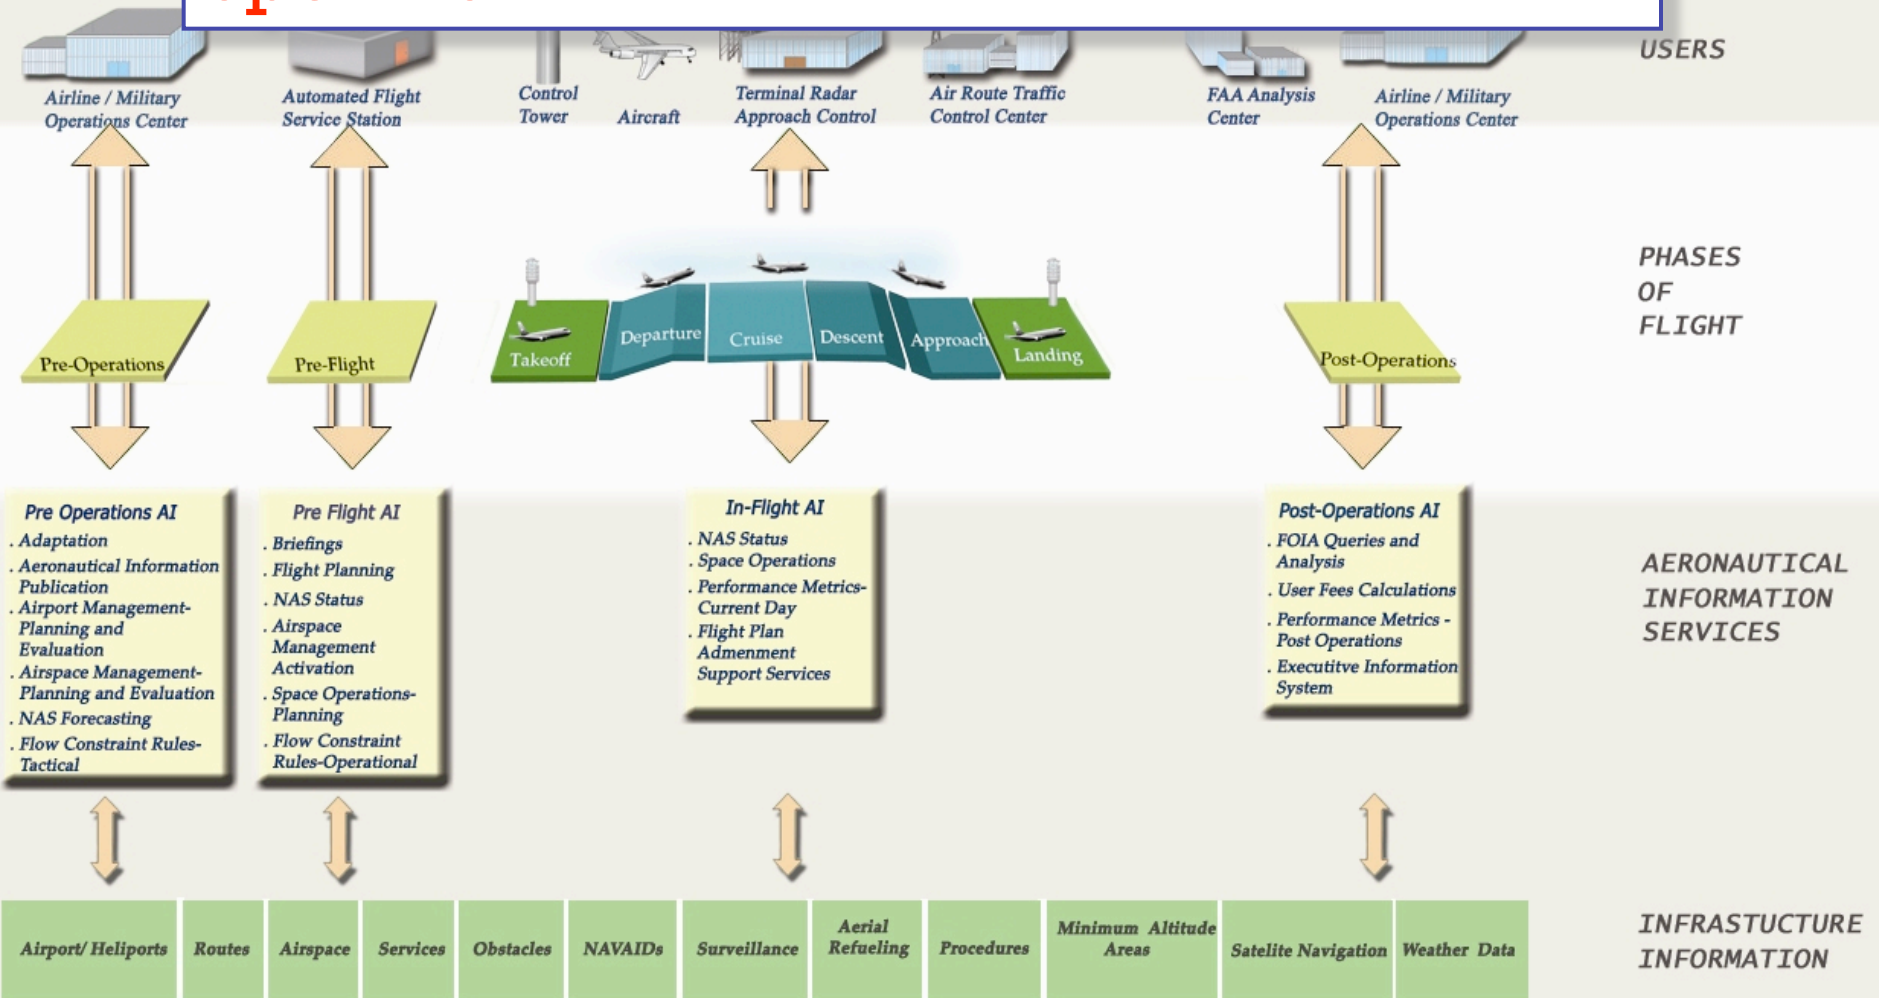 USERS
Airline / Military
Operations Center
Automated Flight
Service Station
Control
Tower
Aircraft
Terminal Radar
Approach Control
Air Route Traffic
Control Center
FAA Analysis
Center
Airline / Military
Operations Center
PHASES
OF
FLIGHT
Pre-Operations
Pre-Flight
Takeoff
Departure
Cruise
Descent
Approach
Landing
Post-Operations
AERONAUTICAL
INFORMATION
SERVICES
Pre Operations AI
. Adaptation
. Aeronautical Information
Publication
. Airport Management-
Planning and
Evaluation
. Airspace Management-
Planning and Evaluation
. NAS Forecasting
. Flow Constraint Rules-
Tactical
Pre Flight AI
. Briefings
. Flight Planning
. NAS Status
. Airspace
Management
Activation
. Space Operations-
Planning
. Flow Constraint
Rules-Operational
In-Flight AI
. NAS Status
. Space Operations
. Performance Metrics-
Current Day
. Flight Plan
Admenment
Support Services
Post-Operations AI
. FOIA Queries and
Analysis
. User Fees Calculations
. Performance Metrics -
Post Operations
. Executitve Information
System
INFRASTUCTURE
INFORMATION
Airport/ Heliports
Routes
Airspace
Services
Obstacles
NAVAIDs
Surveillance
Aerial
Refueling
Procedures
Minimum Altitude
Areas
Satelite Navigation
Weather Data